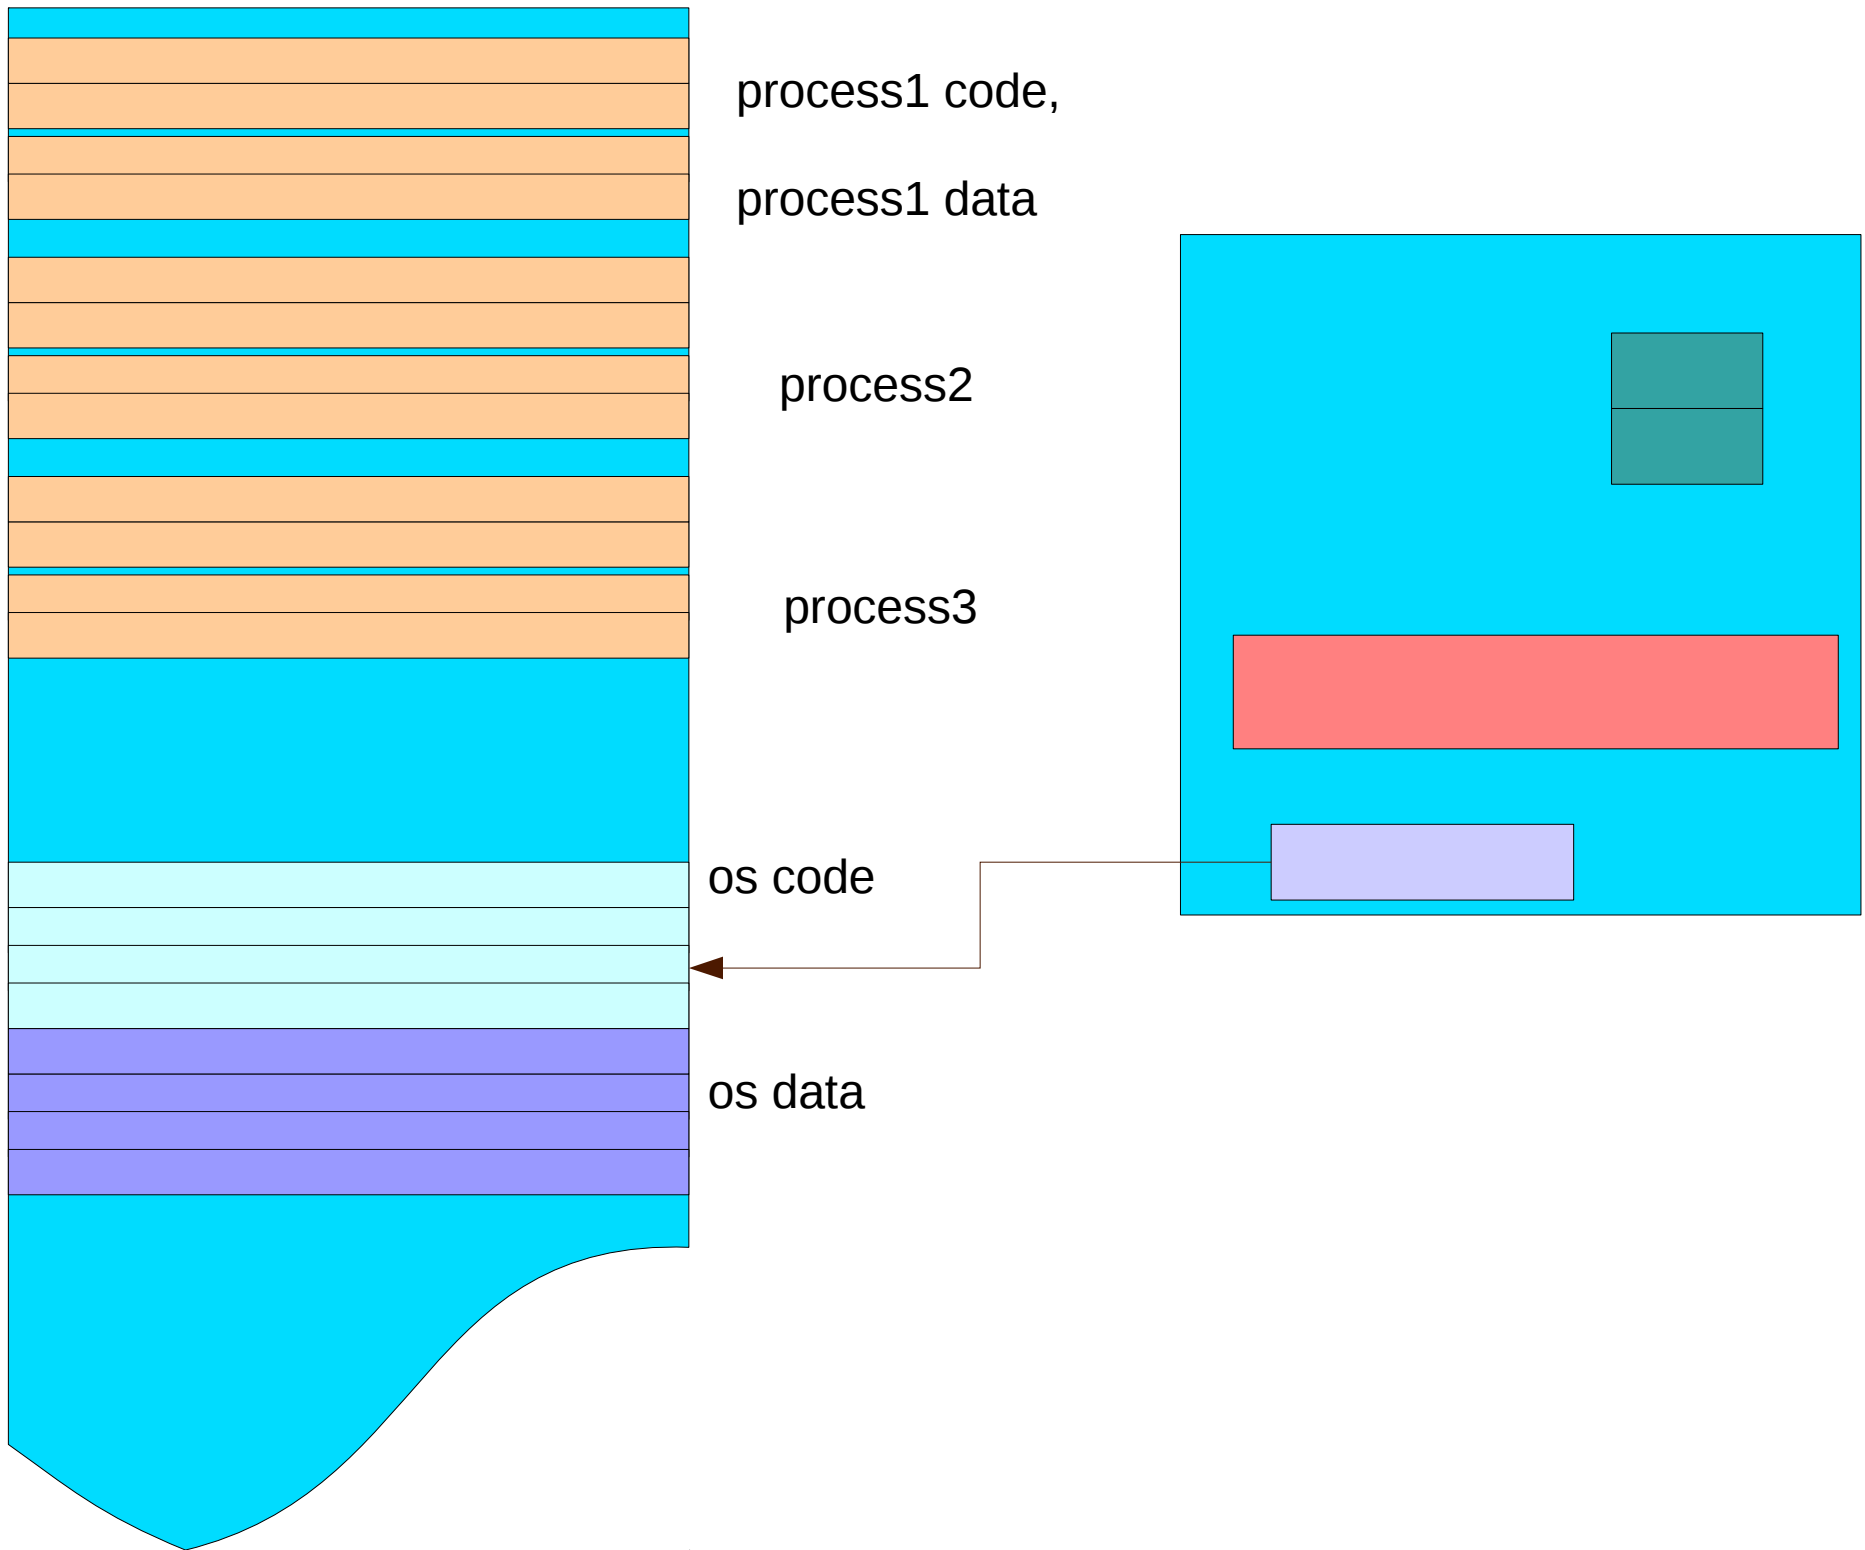 process1 code,
process1 data
process2
process3
os code
os data